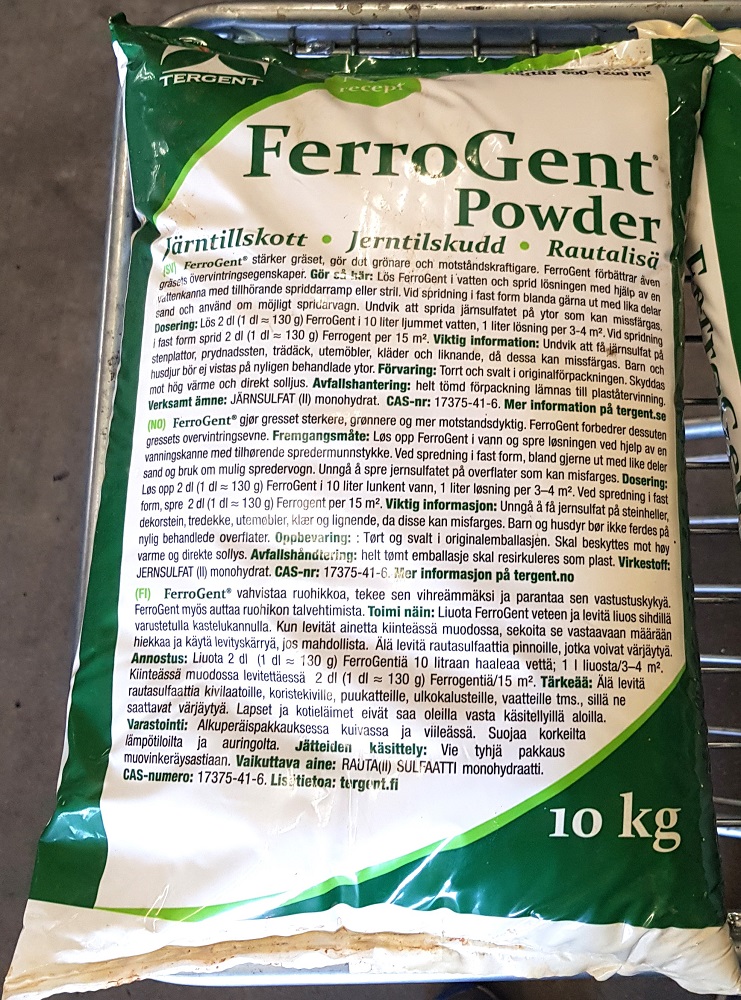 TERGENT
recept
600-1200 m²
FerroGent®
Powder
Järntillskott • Jerntilskudd • Rautalisä
(SV) FerroGent® stärker gräset, gör det grönare och motståndskraftigare. FerroGent förbättrar även
gräsets övervintringsegenskaper. Gör så här: Lös FerroGent i vatten och sprid lösningen med hjälp av en
vattenkanna med tillhörande spridarramp eller stril. Vid spridning i fast form blanda gärna ut med lika delar
sand och använd om möjligt spridarvagn. Undvik att sprida järnsulfatet på ytor som kan missfärgas.
Dosering: Lös 2 dl (1 dl ≈ 130 g) FerroGent i 10 liter ljummet vatten, 1 liter lösning per 3-4 m². Vid spridning
i fast form sprid 2 dl (1 dl ≈ 130 g) Ferrogent per 15 m². Viktig information: Undvik att få järnsulfat på
stenplattor, prydnadssten, trädäck, utemöbler, kläder och liknande, då dessa kan missfärgas. Barn och
husdjur bör ej vistas på nyligen behandlade ytor. Förvaring: Torrt och svalt i originalförpackningen. Skyddas
mot hög värme och direkt solljus. Avfallshantering: helt tömd förpackning lämnas till plaståtervinning.
Verksamt ämne: JÄRNSULFAT (II) monohydrat. CAS-nr: 17375-41-6. Mer information på tergent.se
(NO) FerroGent® gjør gresset sterkere, grønnere og mer motstandsdyktig. FerroGent forbedrer dessuten
gressets overvintringsevne. Fremgangsmåte: Løs opp FerroGent i vann og spre løsningen ved hjelp av en
vanningskanne med tilhørende spredermunnstykke. Ved spredning i fast form, bland gjerne ut med like deler
sand og bruk om mulig spredervogn. Unngå å spre jernsulfatet på overflater som kan misfarges. Dosering:
Løs opp 2 dl (1 dl ≈ 130 g) FerroGent i 10 liter lunkent vann, 1 liter løsning per 3–4 m². Ved spredning i fast
form, spre 2 dl (1 dl ≈ 130 g) Ferrogent per 15 m². Viktig informasjon: Unngå å få jernsulfat på steinheller,
dekorstein, tredekke, utemøbler, klær og lignende, da disse kan misfarges. Barn og husdyr bør ikke ferdes på
nylig behandlede overflater. Oppbevaring: : Tørt og svalt i originalemballasjen. Skal beskyttes mot høy
varme og direkte sollys. Avfallshåndtering: helt tømt emballasje skal resirkuleres som plast. Virkestoff:
JERNSULFAT (II) monohydrat. CAS-nr: 17375-41-6. Mer informasjon på tergent.no
(FI) FerroGent® vahvistaa ruohikkoa, tekee sen vihreämmäksi ja parantaa sen vastustuskykyä.
FerroGent myös auttaa ruohikon talvehtimista. Toimi näin: Liuota FerroGent veteen ja levitä liuos sihdillä
varustetulla kastelukannulla. Kun levität ainetta kiinteässä muodossa, sekoita se vastaavaan määrään
hiekkaa ja käytä levityskärryä, jos mahdollista. Älä levitä rautasulfaattia pinnoille, jotka voivat värjäytyä.
Annostus: Liuota 2 dl (1 dl ≈ 130 g) FerroGentiä 10 litraan haaleaa vettä; 1 l liuosta/3–4 m².
Kiinteässä muodossa levitettäessä 2 dl (1 dl ≈ 130 g) Ferrogentiä/15 m². Tärkeää: Älä levitä
rautasulfaattia kivilaatoille, koristekiville, puukatteille, ulkokalusteille, vaatteille tms., sillä ne
saattavat värjäytyä. Lapset ja kotieläimet eivät saa oleilla vasta käsitellyillä aloilla.
Varastointi: Alkuperäispakkauksessa kuivassa ja viileässä. Suojaa korkeilta
lämpötiloilta ja auringolta. Jätteiden käsittely: Vie tyhjä pakkaus
muovinkeräysastiaan. Vaikuttava aine: RAUTA(II) SULFAATTI monohydraatti.
CAS-numero: 17375-41-6. Lisätietoa: tergent.fi
10 kg